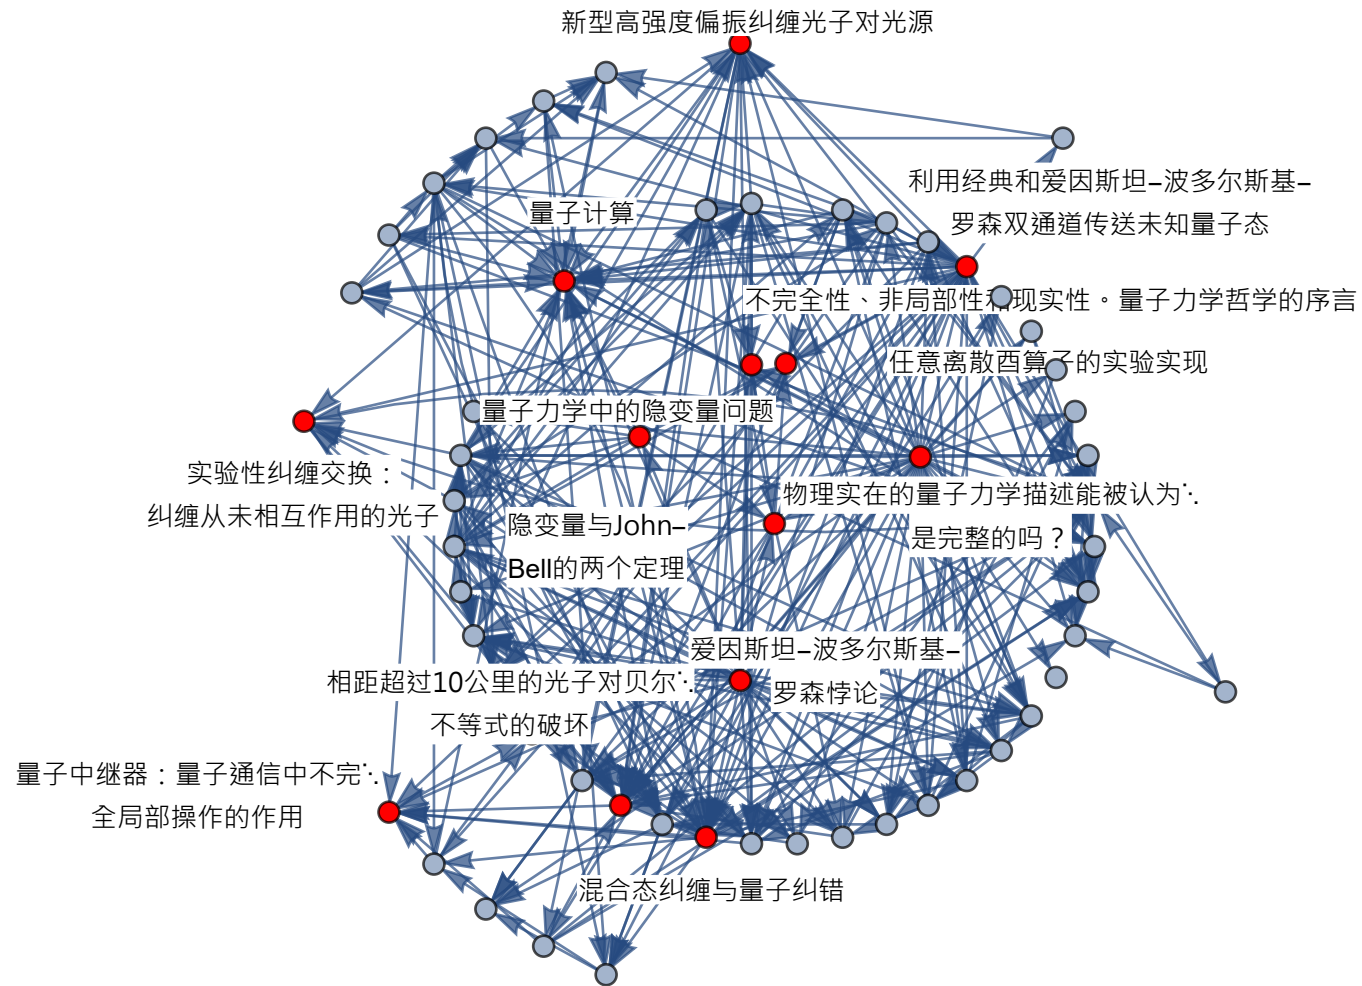 新型高强度偏振纠缠光子对光源
利用经典和爱因斯坦–波多尔斯基–
罗森双通道传送未知量子态
量子计算
不完全性、非局部性和现实性。量子力学哲学的序言
任意离散酉算子的实验实现
量子力学中的隐变量问题
实验性纠缠交换：
纠缠从未相互作用的光子
物理实在的量子力学描述能被认为⋱
是完整的吗？
隐变量与John–
Bell的两个定理
爱因斯坦–波多尔斯基–
罗森悖论
相距超过10公里的光子对贝尔⋱
不等式的破坏
量子中继器：量子通信中不完⋱
全局部操作的作用
混合态纠缠与量子纠错